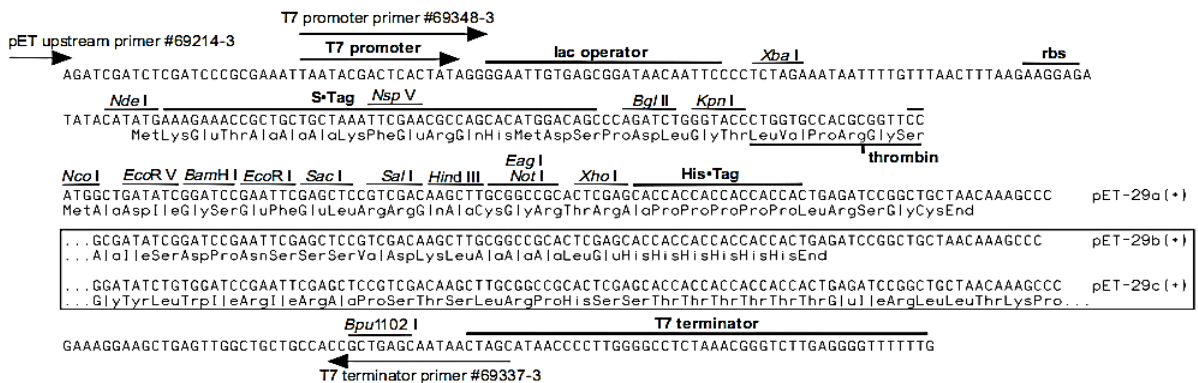 T7 promoter primer #69348-3
pET upstream primer #69214-3
T7 promoter lac operator Xba I rbs
AGATCGATCTCGATCCCGCGAAATTAATACGACTCACTATAGGGGAATTGTGAGCGGATAACAATTCCCCTCTAGAAATAATTTTGTTTAACTTTAAGAAGGAGA
Nde I S•Tag Nsp V Bgl II Kpn I
TATACATATGAAAGAAACCGCTGCTGCTAAATTCGAACGCCAGCACATGGACAGCCCAGATCTGGGTACCCTGGTGCCACGCGGTTCC
MetLysGluThrAlaAlaAlaLysPheGluArgGlnHisMetAspSerProAspLeuGlyThrLeuValProArgGlySer
thrombin
Eag I
Nco I EcoR V BamH I EcoR I Sac I Sal I Hind III Not I Xho I His•Tag
ATGGCTGATATCGGATCCGAATTCGAGCTCCGTCGACAAGCTTGCGGCCGCACTCGAGCACCACCACCACCACCACTGAGATCCGGCTGCTAACAAAGCCC pET-29a(+)
MetAlaAspIleGlySerGluPheGluLeuArgArgGlnAlaCysGlyArgThrArgAlaProProProProProLeuArgSerGlyCysEnd
...GCGATATCGGATCCGAATTCGAGCTCCGTCGACAAGCTTGCGGCCGCACTCGAGCACCACCACCACCACCACTGAGATCCGGCTGCTAACAAAGCCC pET-29b(+)
...AlaIleSerAspProAsnSerSerSerValAspLysLeuAlaAlaAlaLeuGluHisHisHisHisHisHisEnd
...GGATATCTGTGGATCCGAATTCGAGCTCCGTCGACAAGCTTGCGGCCGCACTCGAGCACCACCACCACCACCACTGAGATCCGGCTGCTAACAAAGCCC pET-29c(+)
...GlyTyrLeuTrpIleArgIleArgAlaProSerThrSerLeuArgProHisSerSerThrThrThrThrThrThrGluIleArgLeuLeuThrLysPro...
Bpu1102 I T7 terminator
GAAAGGAAGCTGAGTTGGCTGCTGCCACCGCTGAGCAATAACTAGCATAACCCCTTGGGGCCTCTAAACGGGTCTTGAGGGGTTTTTTG
T7 terminator primer #69337-3